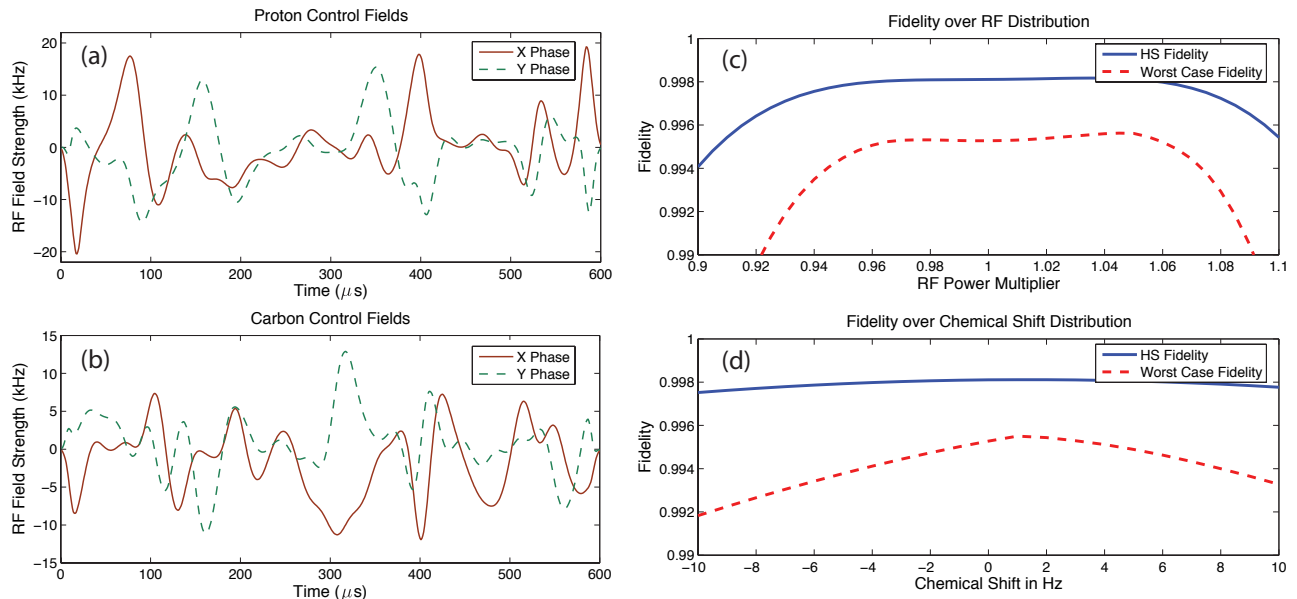 Proton Control Fields
(a)
X Phase
Y Phase
RF Field Strength (kHz)
20
10
0
−10
−20
0
100
200
300
400
500
600
Time (μs)
Carbon Control Fields
(b)
X Phase
Y Phase
RF Field Strength (kHz)
15
10
5
0
−5
−10
−15
0
100
200
300
400
500
600
Time (μs)
Fidelity over RF Distribution
(c)
HS Fidelity
Worst Case Fidelity
Fidelity
1
0.998
0.996
0.994
0.992
0.99
0.9
0.92
0.94
0.96
0.98
1
1.02
1.04
1.06
1.08
1.1
RF Power Multiplier
Fidelity over Chemical Shift Distribution
(d)
HS Fidelity
Worst Case Fidelity
Fidelity
1
0.998
0.996
0.994
0.992
0.99
−10
−8
−6
−4
−2
0
2
4
6
8
10
Chemical Shift in Hz